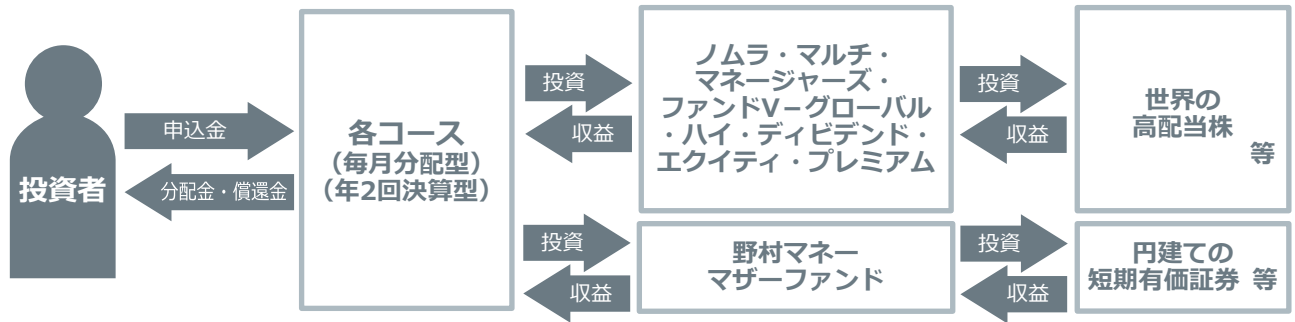 投資者
申込金
分配金・償還金
各コース
（毎月分配型）
（年2回決算型）
投資
収益
ノムラ・マルチ・
マネージャーズ・
ファンドⅤ－グローバル
・ハイ・ディビデンド・
エクイティ・プレミアム
投資
収益
世界の
高配当株
等
投資
収益
野村マネー
マザーファンド
投資
収益
円建ての
短期有価証券 等